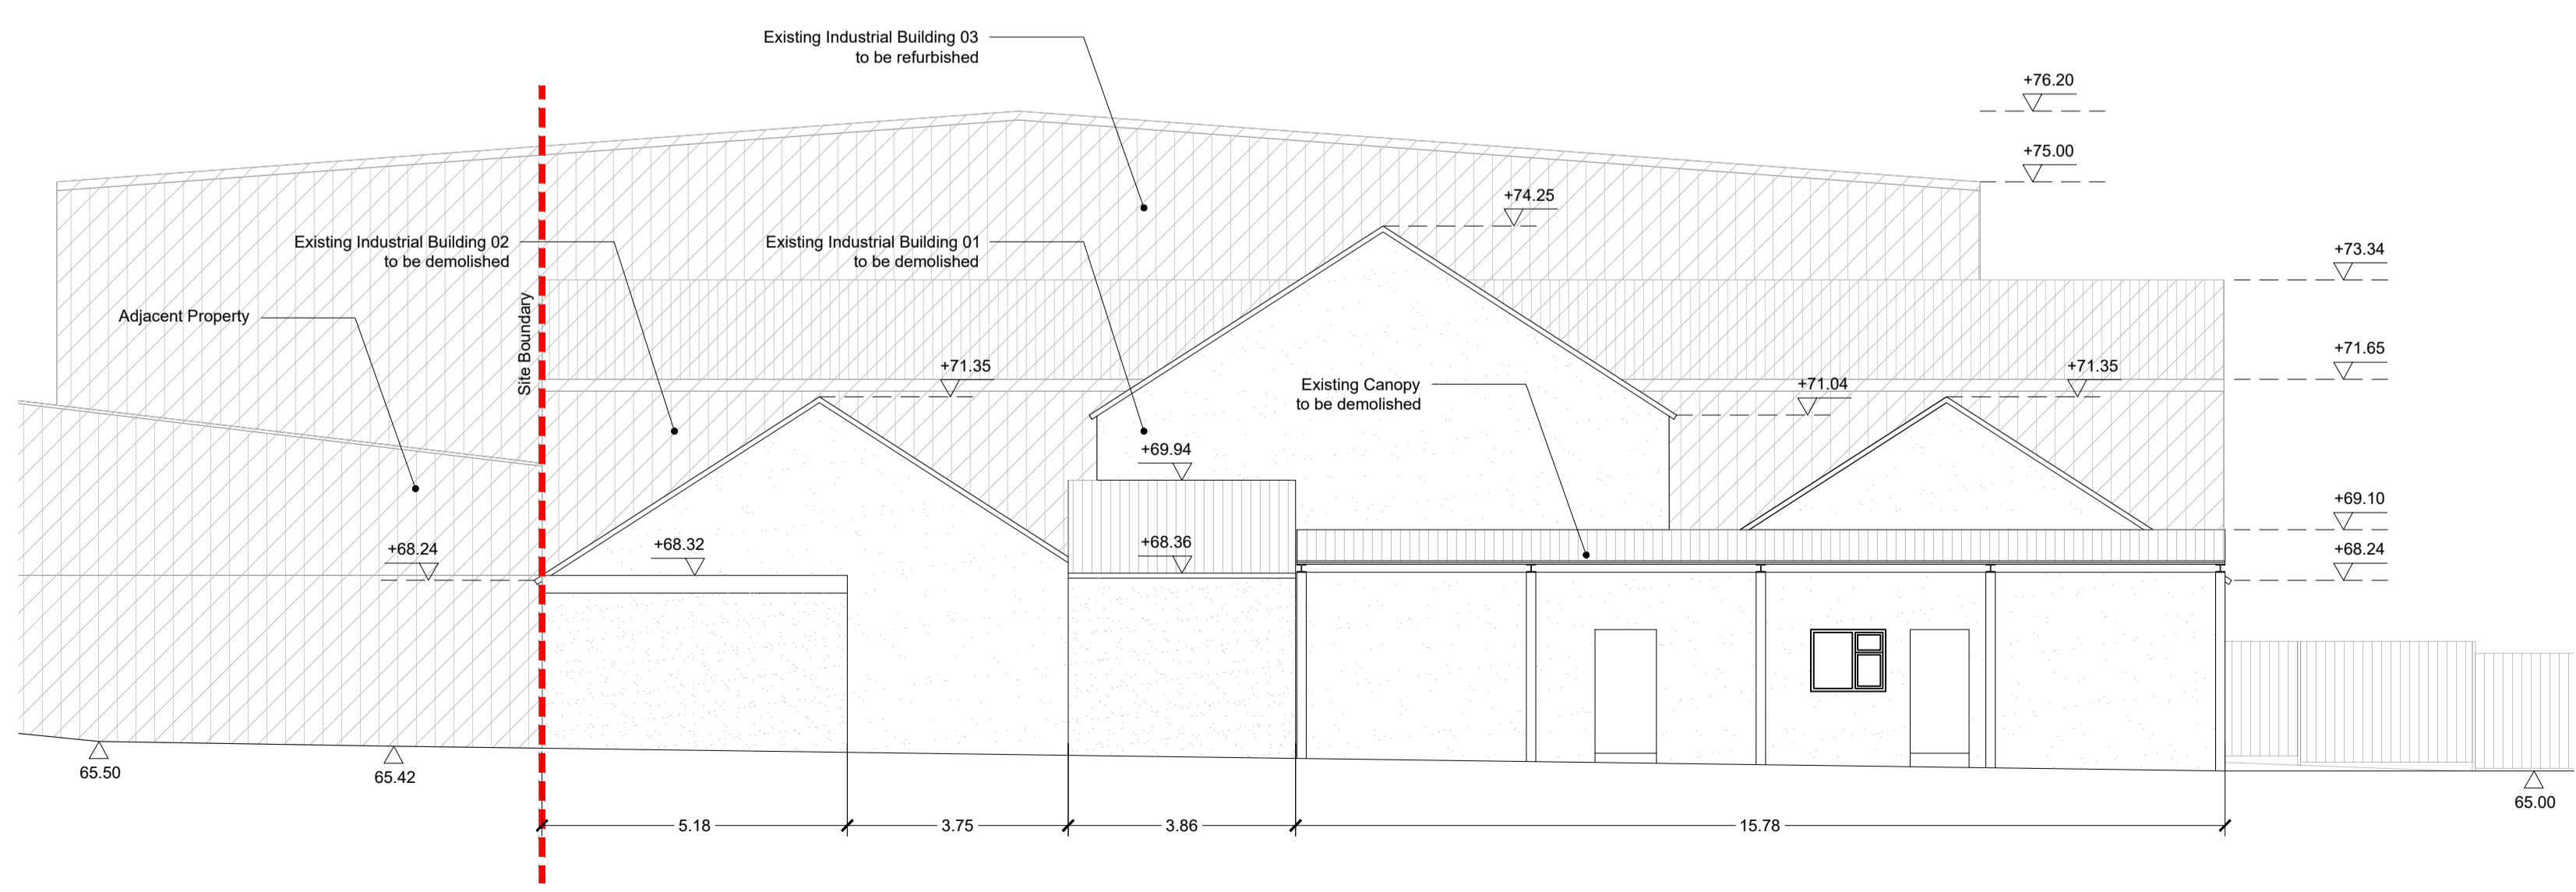 Existing Industrial Building 03
to be refurbished
+76.20
+75.00
+74.25
Existing Industrial Building 02
to be demolished
Existing Industrial Building 01
to be demolished
+73.34
Adjacent Property
Site Boundary
+71.65
+71.35
+71.35
Existing Canopy
to be demolished
+71.04
+69.94
+69.10
+68.24
+68.32
+68.36
+68.24
65.50
65.42
65.00
5.18
3.75
3.86
15.78